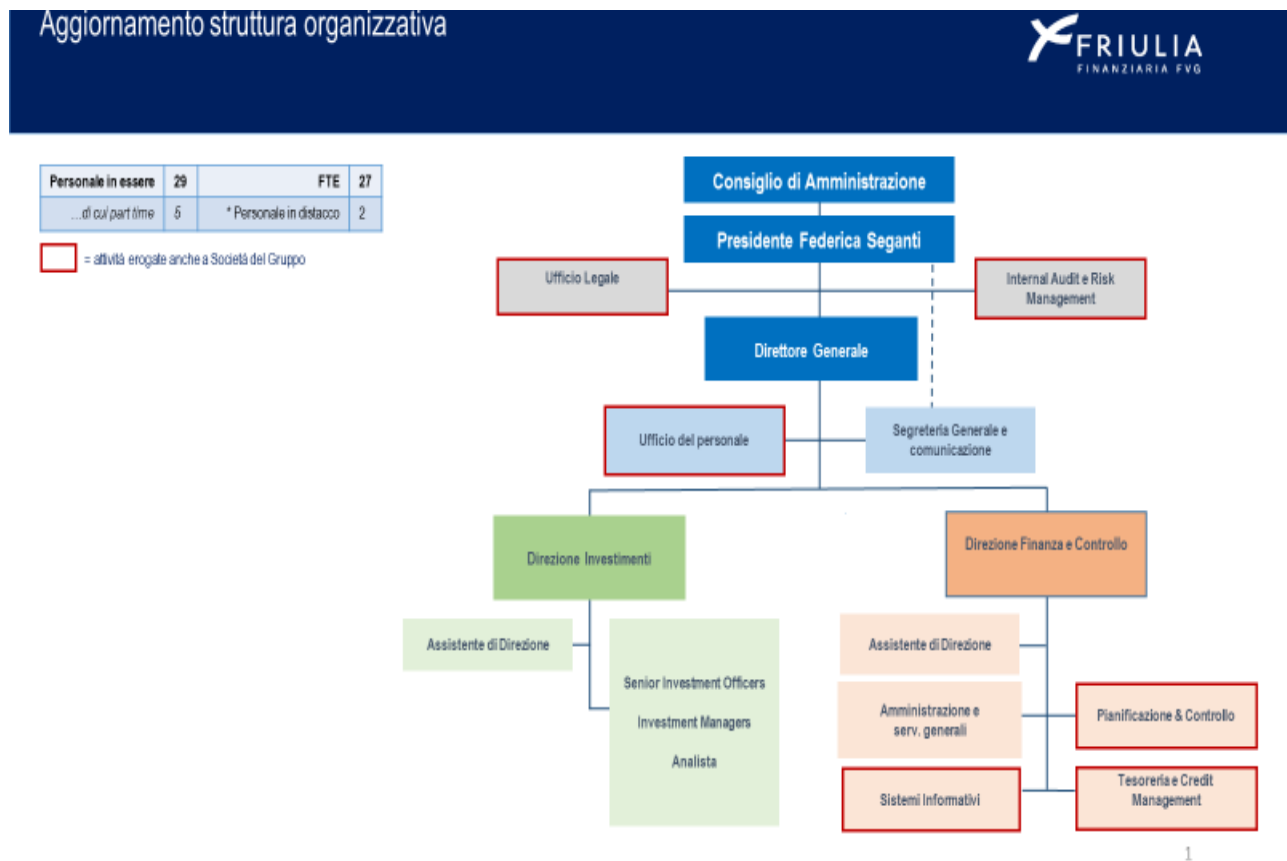 Aggiornamento struttura organizzativa
FRIULIA
FINANZIARIA FVG
Personale in essere 29 FTE 27
...di cui part time 5 * Personale in distacco 2
= attività erogate anche a Società del Gruppo
Consiglio di Amministrazione
Presidente Federica Seganti
Ufficio Legale
Internal Audit e Risk
Management
Direttore Generale
Ufficio del personale
Segreteria Generale e
comunicazione
Direzione Investimenti
Direzione Finanza e Controllo
Assistente di Direzione
Senior Investment Officers
Investment Managers
Analista
Assistente di Direzione
Amministrazione e
serv. generali
Pianificazione & Controllo
Sistemi Informativi
Tesoreria e Credit
Management
1